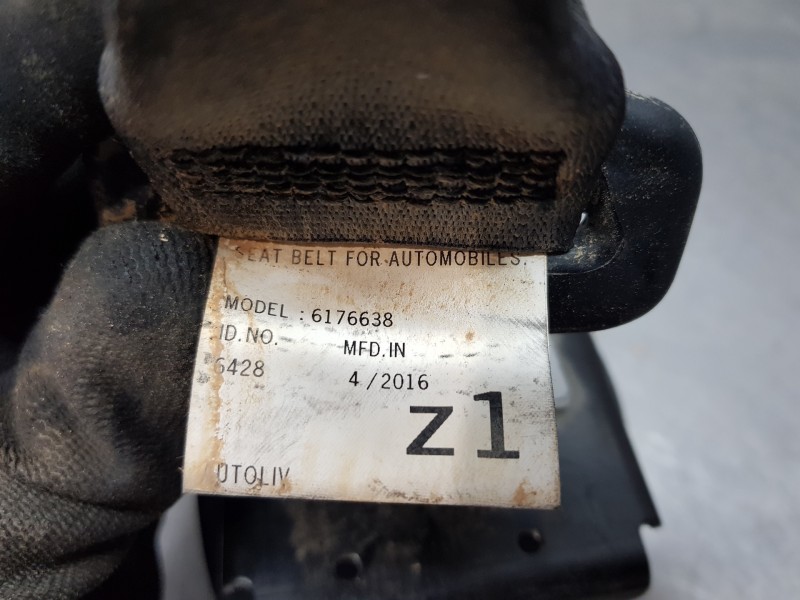 SEAT BELT FOR AUTOMOBILES.
MODEL : 6176638
ID.NO. MFD.IN
6428 4/2016
z1
UTOLIV